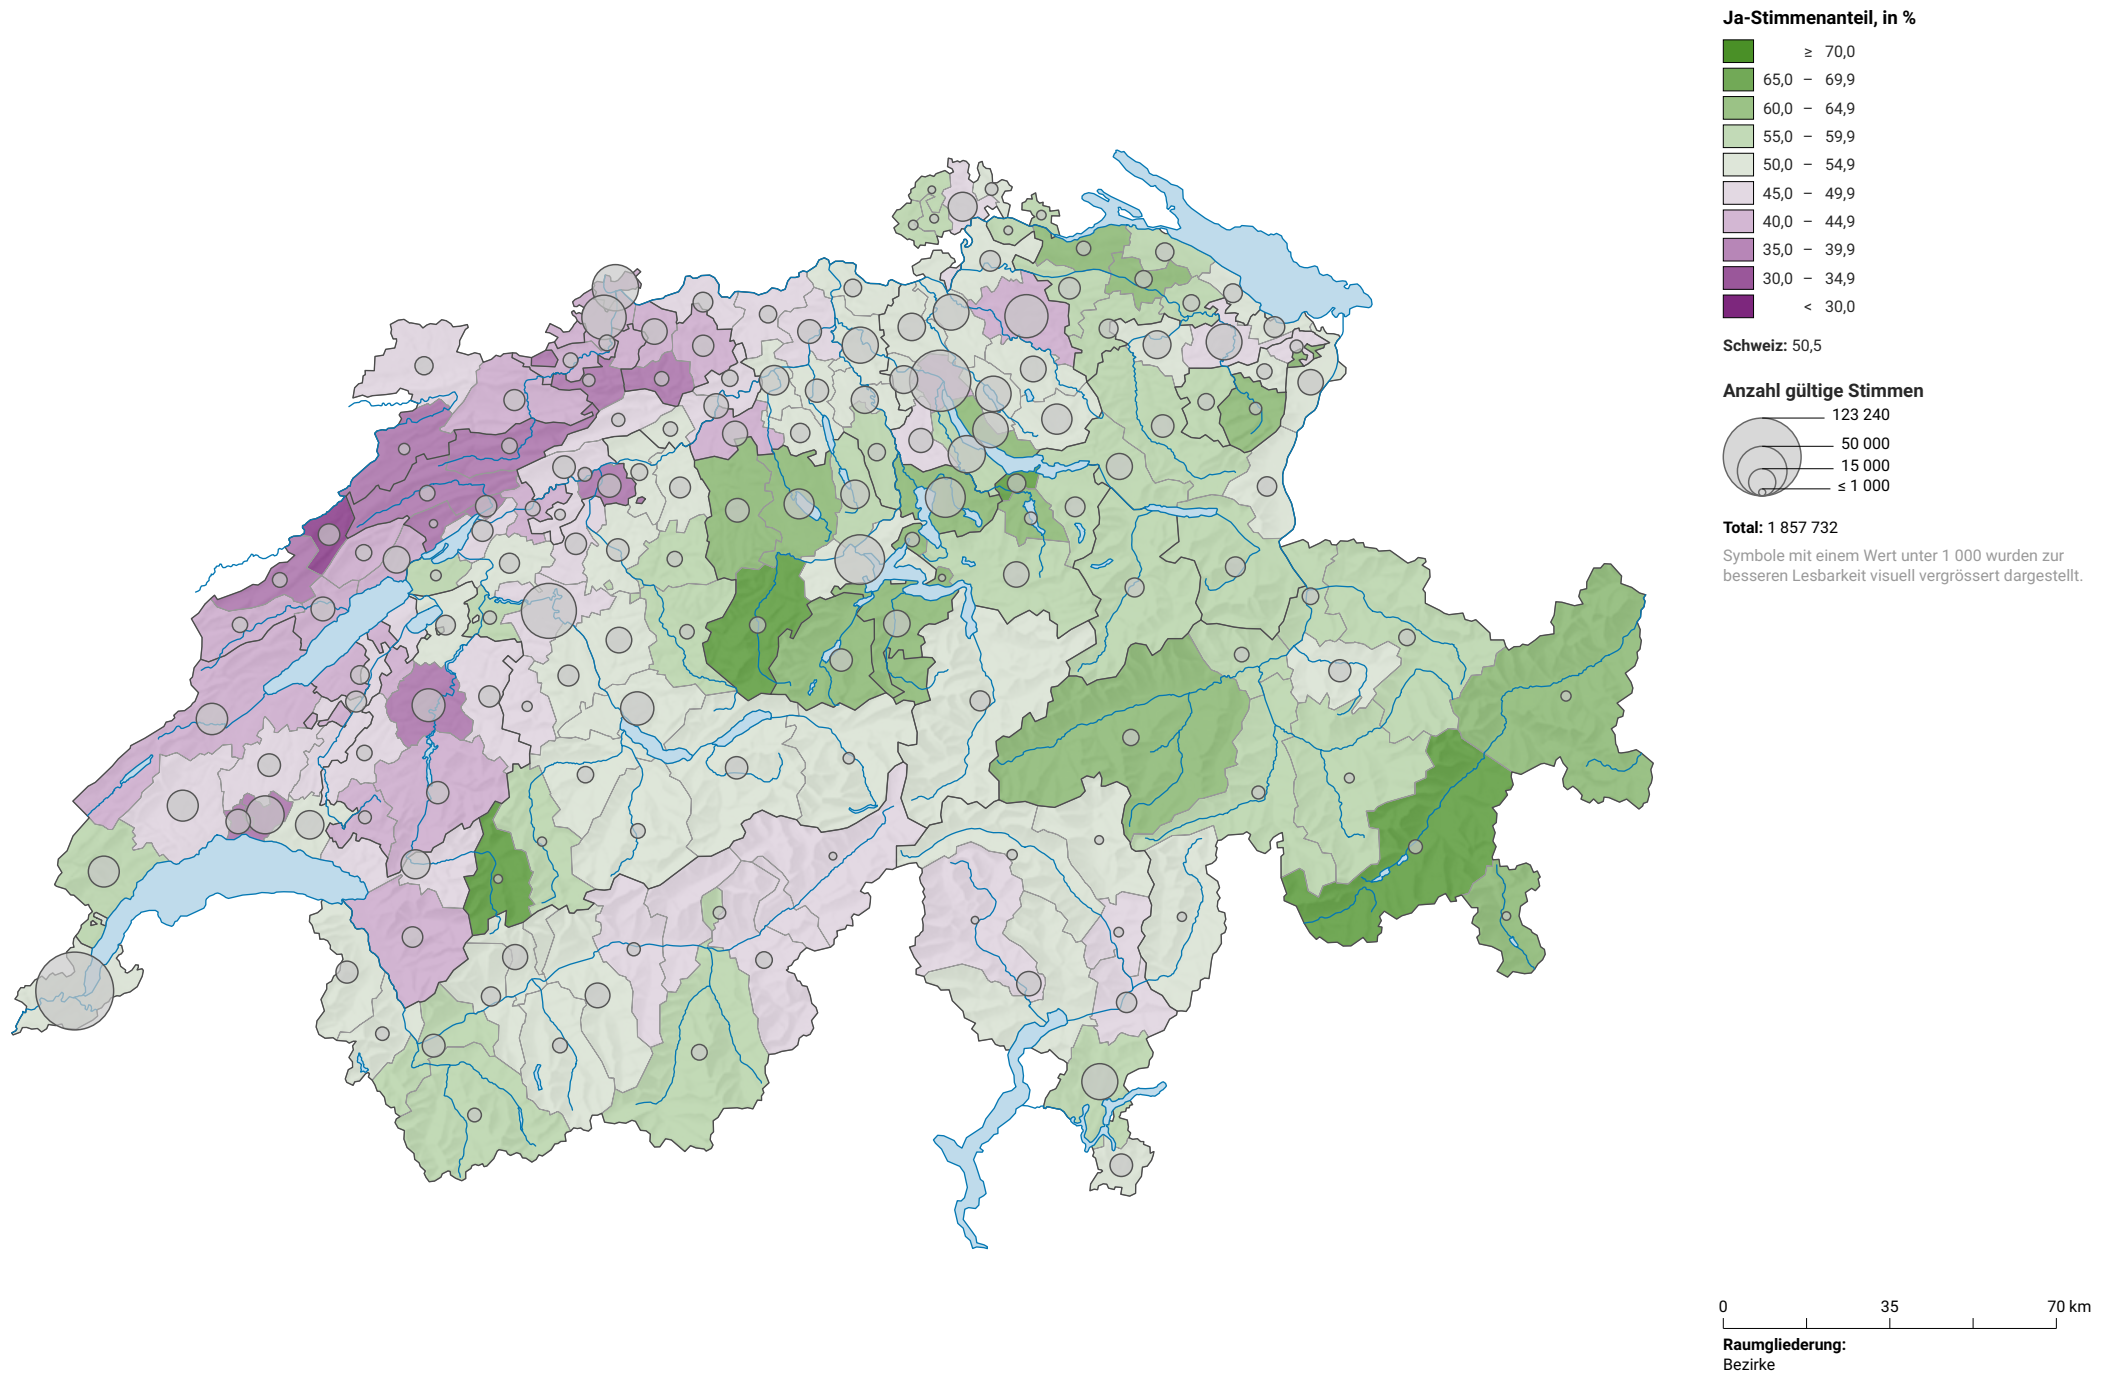 Ja-Stimmenanteil, in %
≥ 70,0
65,0 – 69,9
60,0 – 64,9
55,0 – 59,9
50,0 – 54,9
45,0 – 49,9
40,0 – 44,9
35,0 – 39,9
30,0 – 34,9
< 30,0
Schweiz: 50,5
Anzahl gültige Stimmen
123 240
50 000
15 000
≤ 1 000
Total: 1 857 732
Symbole mit einem Wert unter 1 000 wurden zur
besseren Lesbarkeit visuell vergrössert dargestellt.
0 35 70 km
Raumgliederung:
Bezirke